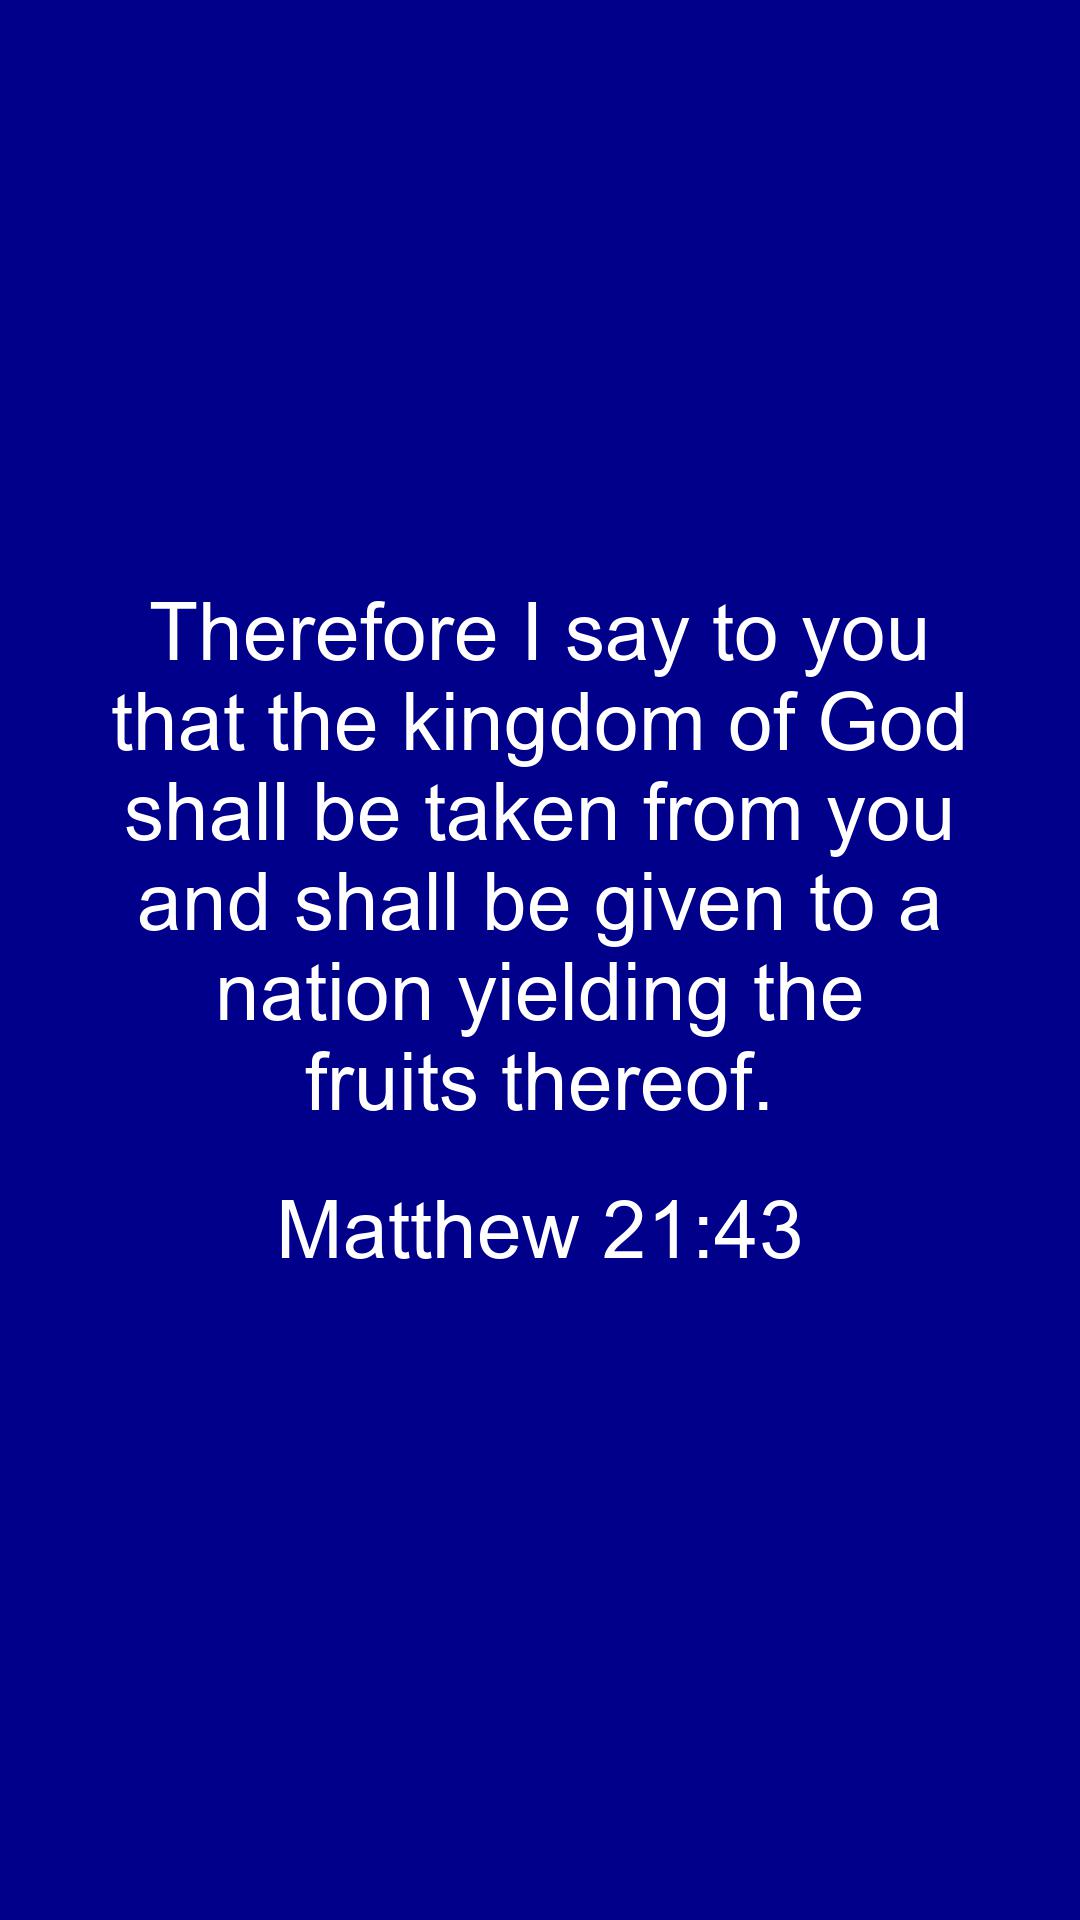 Therefore I say to you
that the kingdom of God
shall be taken from you
and shall be given to a
nation yielding the
fruits thereof.
Matthew 21:43